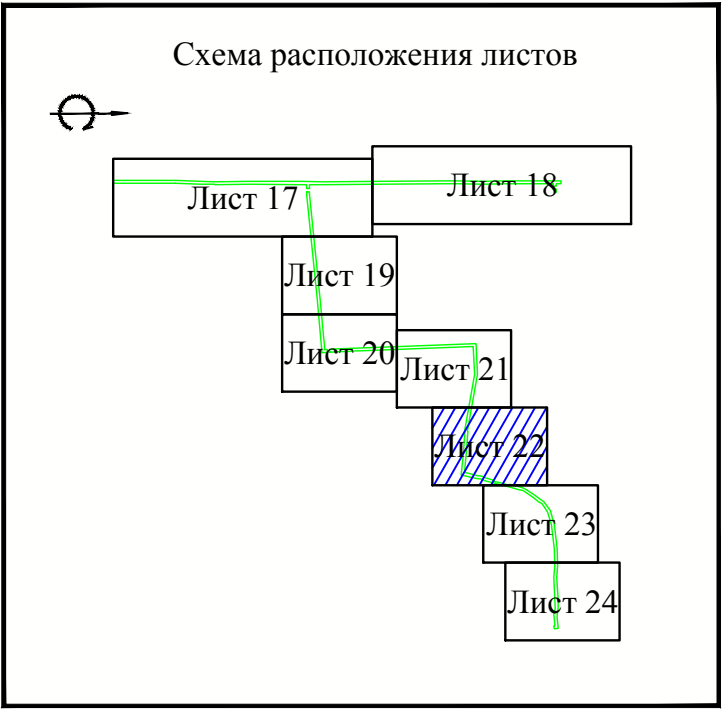 Схема расположения листов
Лист 17
Лист 18
Лист 19
Лист 20
Лист 21
Лист 22
Лист 23
Лист 24